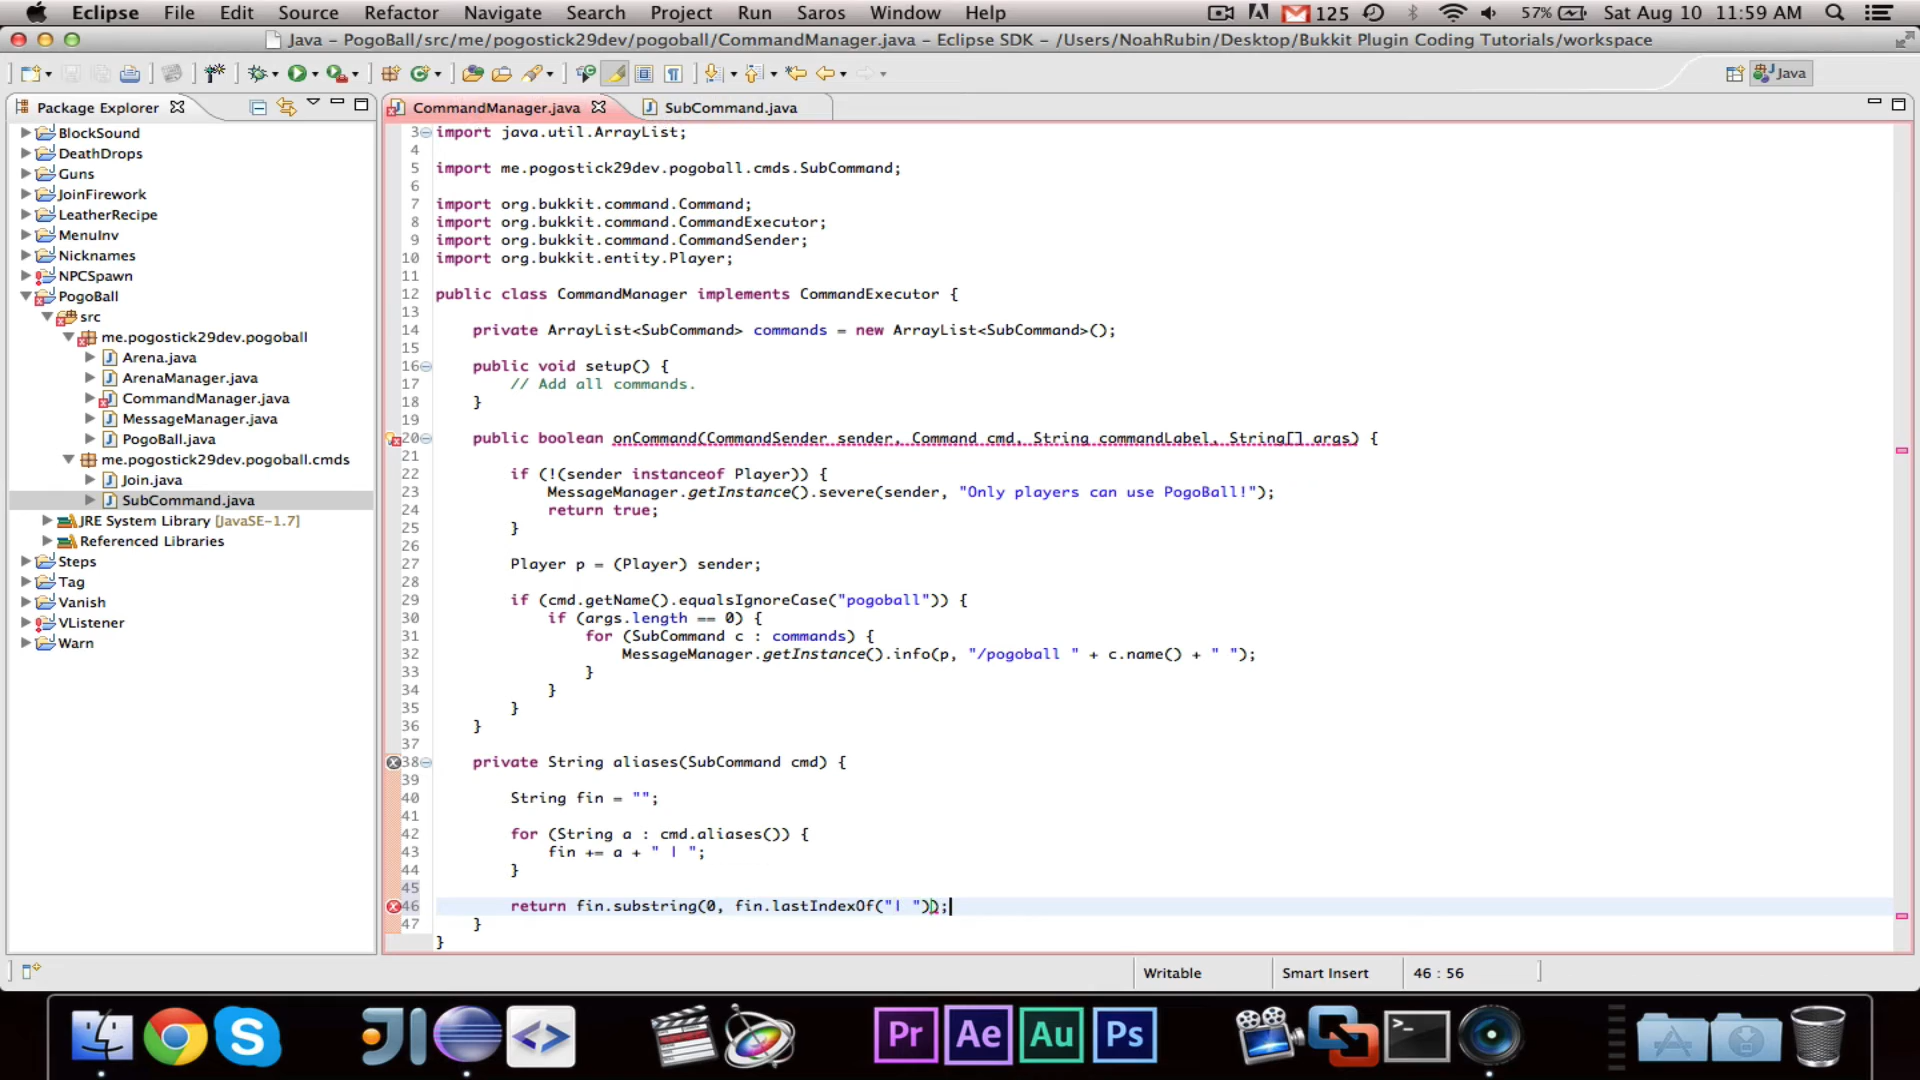 Eclipse File Edit Source Refactor Navigate Search Project Run Saros Window Help 125 57% Sat Aug 10 11:59 AM
Java – PogoBall/src/me/pogostick29dev/pogoball/CommandManager.java – Eclipse SDK – /Users/NoahRubin/Desktop/Bukkit Plugin Coding Tutorials/workspace
Java
Package Explorer
CommandManager.java
SubCommand.java
BlockSound
DeathDrops
Guns
JoinFirework
LeatherRecipe
MenuInv
Nicknames
NPCSpawn
PogoBall
src
me.pogostick29dev.pogoball
Arena.java
ArenaManager.java
CommandManager.java
MessageManager.java
PogoBall.java
me.pogostick29dev.pogoball.cmds
Join.java
SubCommand.java
JRE System Library [JavaSE-1.7]
Referenced Libraries
Steps
Tag
Vanish
VListener
Warn
3 import java.util.ArrayList;
4
5 import me.pogostick29dev.pogoball.cmds.SubCommand;
6
7 import org.bukkit.command.Command;
8 import org.bukkit.command.CommandExecutor;
9 import org.bukkit.command.CommandSender;
10 import org.bukkit.entity.Player;
11
12 public class CommandManager implements CommandExecutor {
13
14 private ArrayList<SubCommand> commands = new ArrayList<SubCommand>();
15
16 public void setup() {
17 // Add all commands.
18 }
19
20 public boolean onCommand(CommandSender sender, Command cmd, String commandLabel, String[] args) {
21
22 if (!(sender instanceof Player)) {
23 MessageManager.getInstance().severe(sender, "Only players can use PogoBall!");
24 return true;
25 }
26
27 Player p = (Player) sender;
28
29 if (cmd.getName().equalsIgnoreCase("pogoball")) {
30 if (args.length == 0) {
31 for (SubCommand c : commands) {
32 MessageManager.getInstance().info(p, "/pogoball " + c.name() + " ");
33 }
34 }
35 }
36 }
37
38 private String aliases(SubCommand cmd) {
39
40 String fin = "";
41
42 for (String a : cmd.aliases()) {
43 fin += a + " | ";
44 }
45
46 return fin.substring(0, fin.lastIndexOf("| "));
47 }
}
Writable
Smart Insert
46 : 56
Pr
Ae
Au
Ps